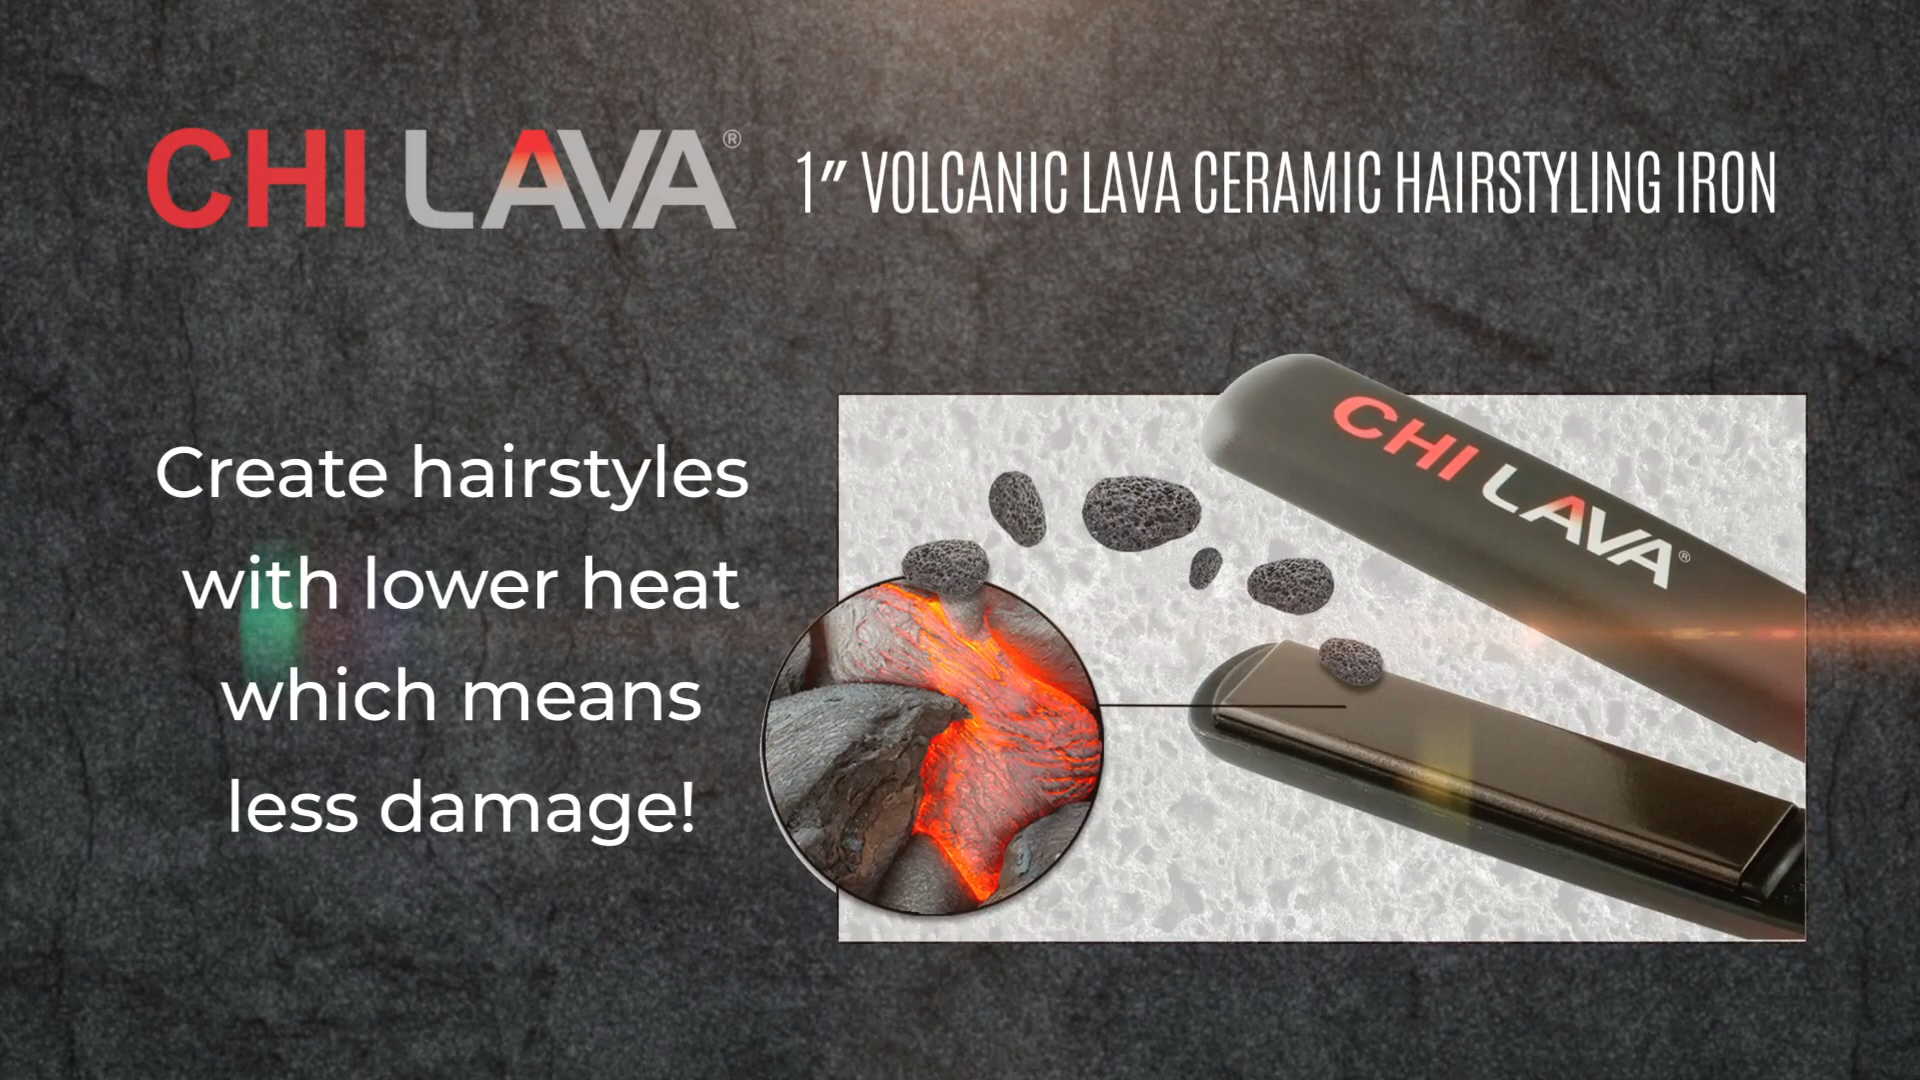 CHI LAVA®
1″ VOLCANIC LAVA CERAMIC HAIRSTYLING IRON
Create hairstyles
with lower heat
which means
less damage!
CHI LAVA®